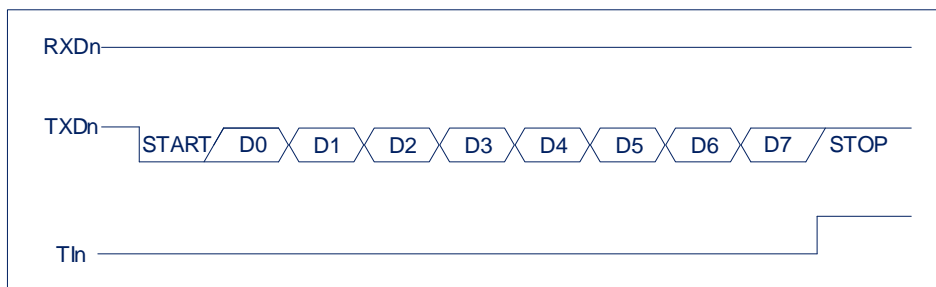 RXDn
TXDn
START D0 D1 D2 D3 D4 D5 D6 D7 STOP
TIn